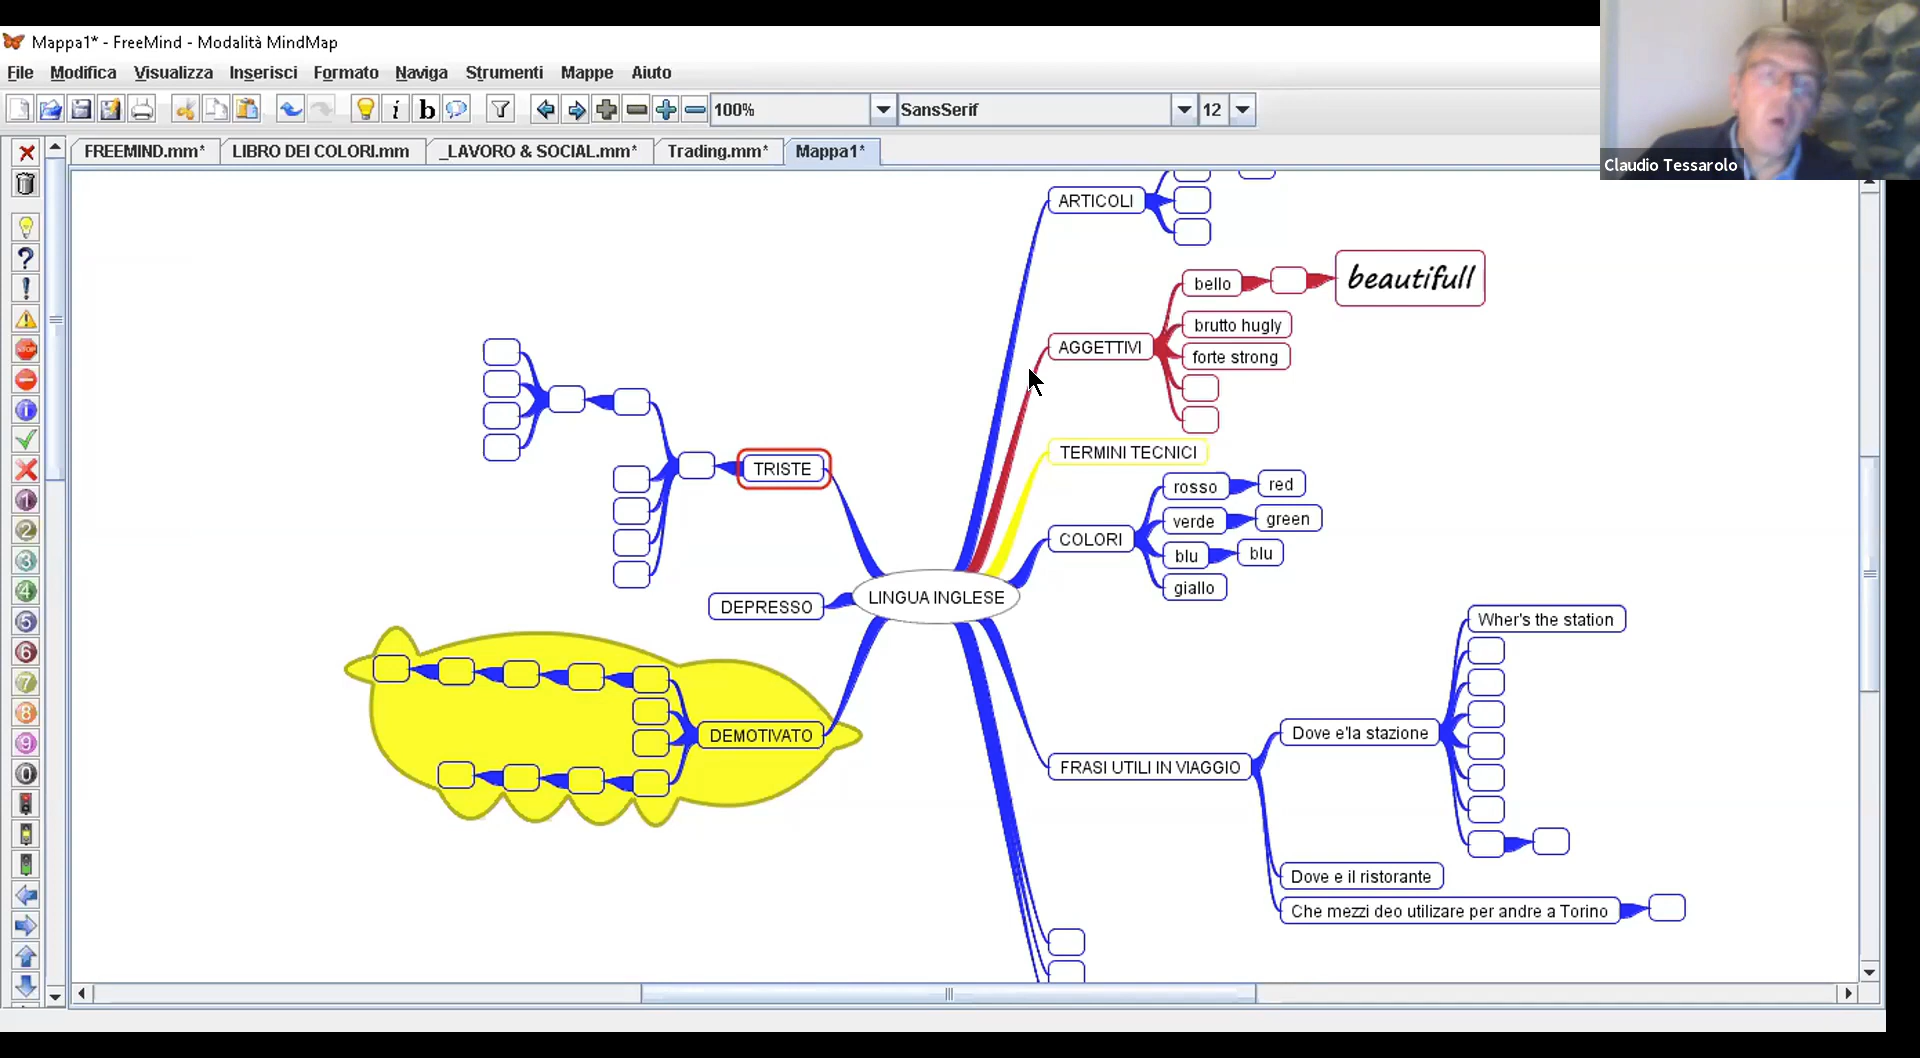 Mappa1* - FreeMind - Modalità MindMap
File Modifica Visualizza Inserisci Formato Naviga Strumenti Mappe Aiuto
100% SansSerif 12
FREEMIND.mm* LIBRO DEI COLORI.mm _LAVORO & SOCIAL.mm* Trading.mm* Mappa1*
Claudio Tessarolo
ARTICOLI
AGGETTIVI
bello
beautifull
brutto hugly
forte strong
TERMINI TECNICI
COLORI
rosso red
verde green
blu blu
giallo
TRISTE
LINGUA INGLESE
DEPRESSO
DEMOTIVATO
FRASI UTILI IN VIAGGIO
Dove e'la stazione
Wher's the station
Dove e il ristorante
Che mezzi deo utilizare per andre a Torino